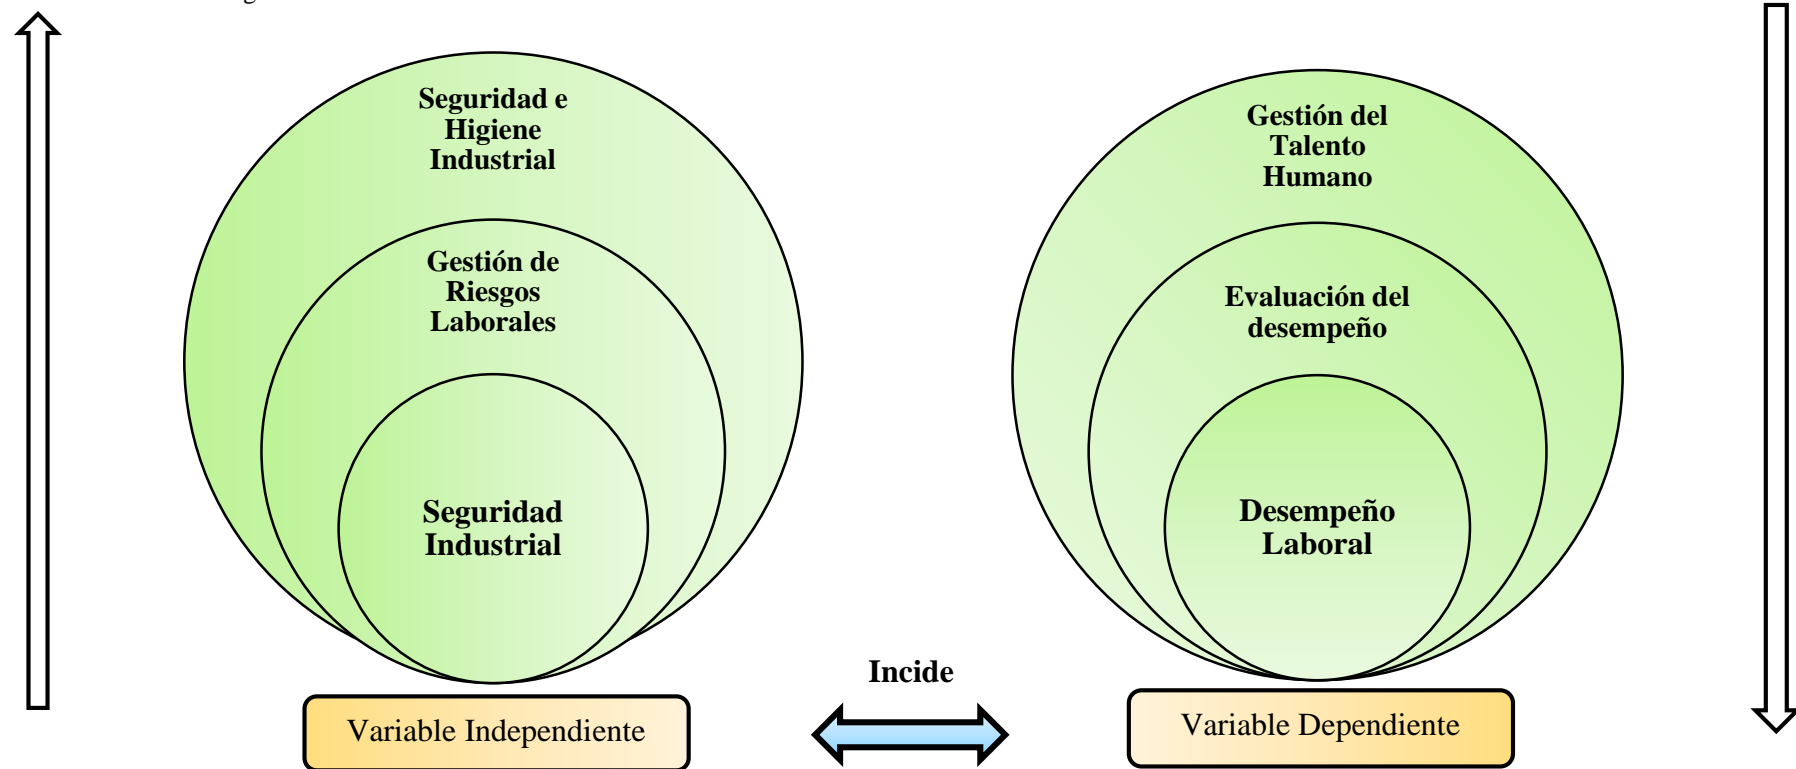 Seguridad e
Higiene
Industrial
Gestión de
Riesgos
Laborales
Seguridad
Industrial
Variable Independiente
Incide
Gestión del
Talento
Humano
Evaluación del
desempeño
Desempeño
Laboral
Variable Dependiente